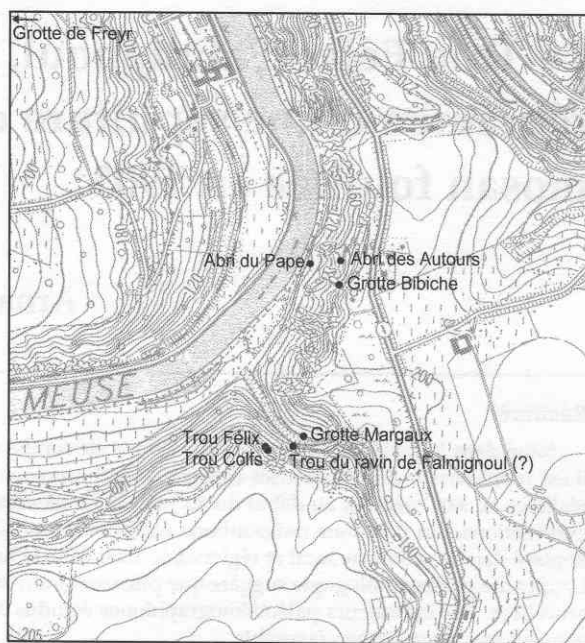 Grotte de Freyr
Abri du Pape
Abri des Autours
Grotte Bibiche
MEUSE
200
Trou Félix
Grotte Margaux
Trou Colfs
Trou du ravin de Falmignoul (?)
180
205